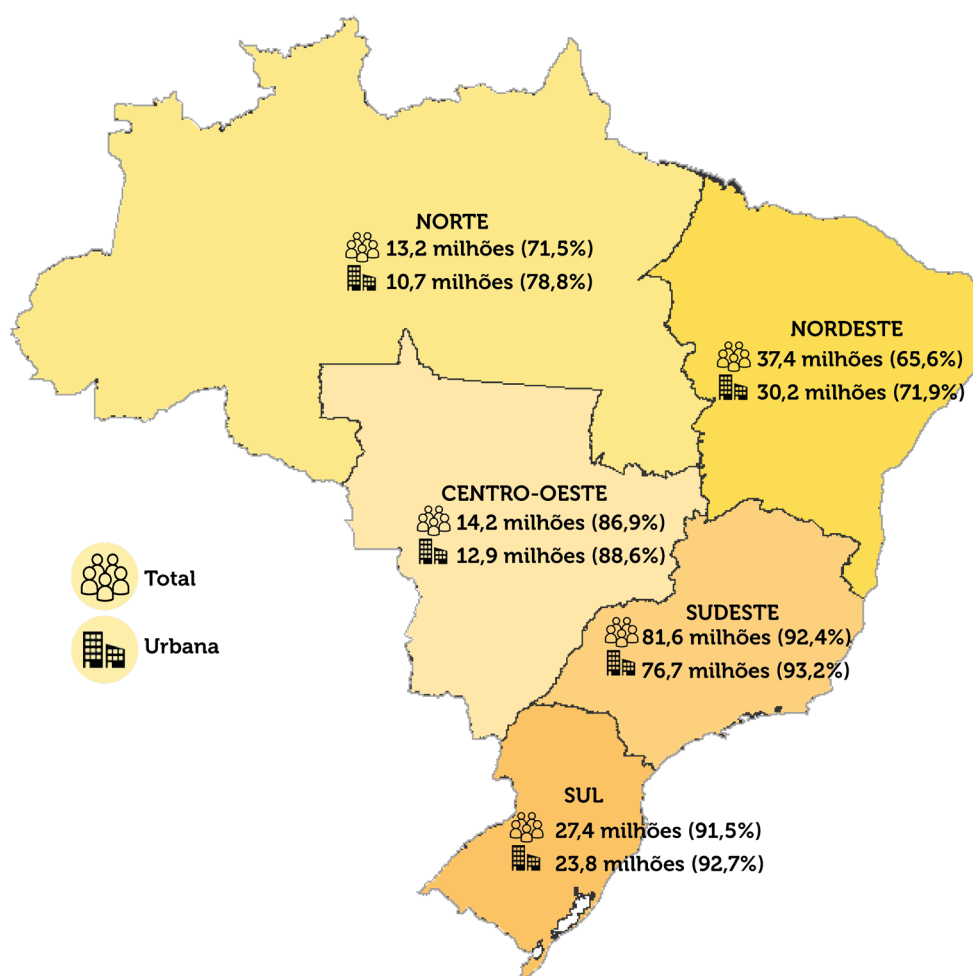 NORTE
13,2 milhões (71,5%)
10,7 milhões (78,8%)
NORDESTE
37,4 milhões (65,6%)
30,2 milhões (71,9%)
CENTRO-OESTE
14,2 milhões (86,9%)
12,9 milhões (88,6%)
Total
Urbana
SUDESTE
81,6 milhões (92,4%)
76,7 milhões (93,2%)
SUL
27,4 milhões (91,5%)
23,8 milhões (92,7%)